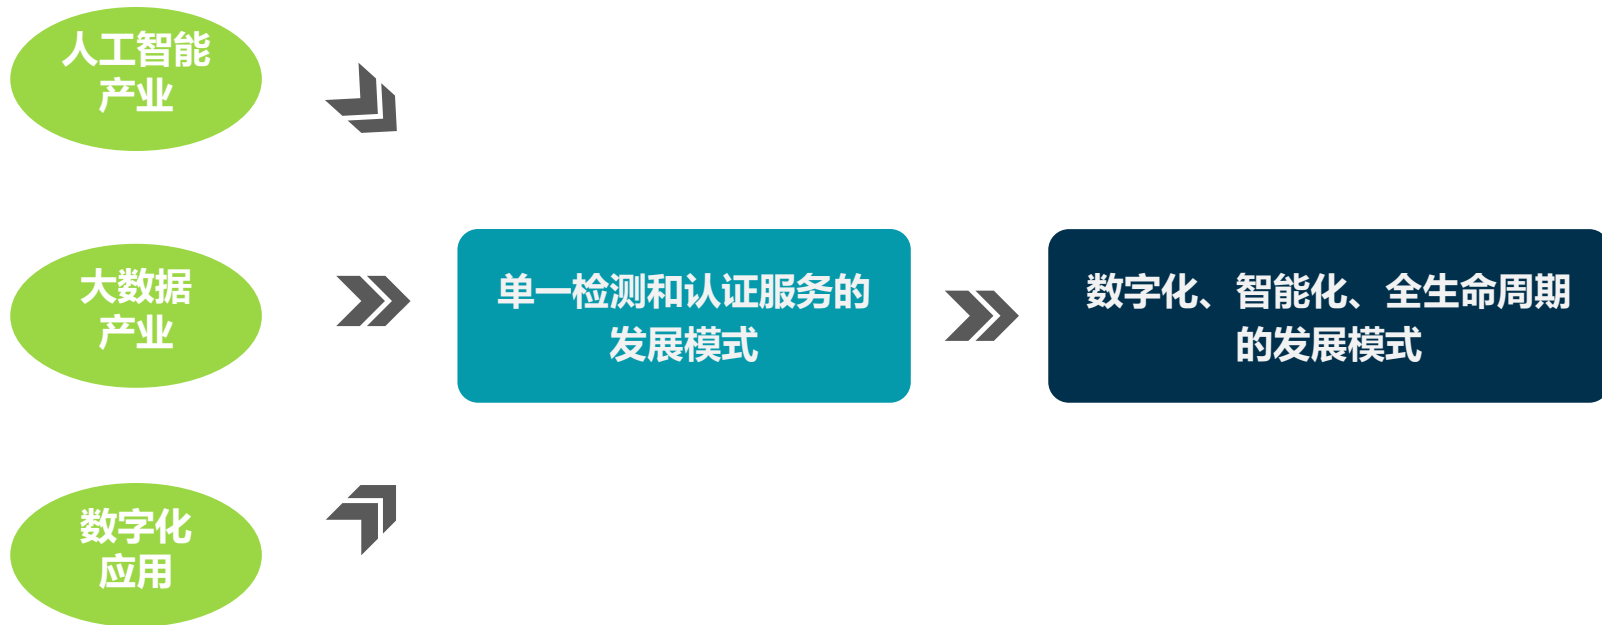 人工智能
产业
大数据
产业
数字化
应用
单一检测和认证服务的
发展模式
数字化、智能化、全生命周期
的发展模式